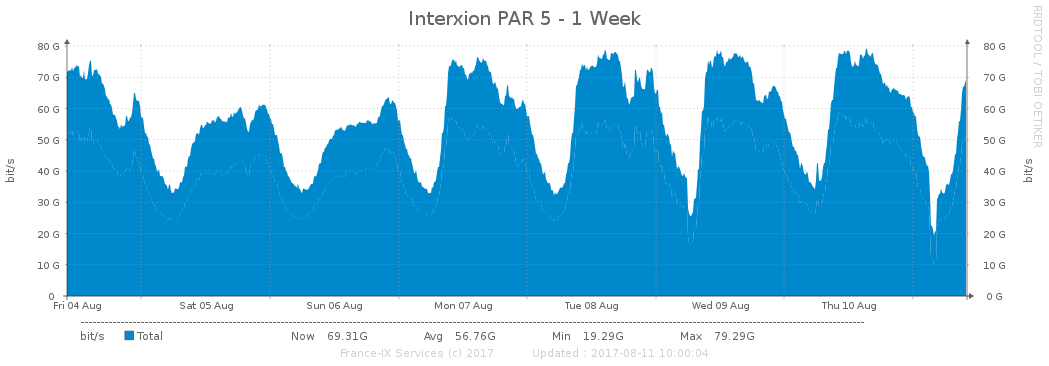 Interxion PAR 5 - 1 Week
RRDTOOL / TOBI OETIKER
80 G 80 G
70 G 70 G
60 G 60 G
50 G 50 G
40 G 40 G
30 G 30 G
20 G 20 G
10 G 10 G
0 0 G
bit/s
bit/s
Fri 04 Aug Sat 05 Aug Sun 06 Aug Mon 07 Aug Tue 08 Aug Wed 09 Aug Thu 10 Aug
bit/s Total Now 69.31G Avg 56.76G Min 19.29G Max 79.29G
France-IX Services (c) 2017 Updated : 2017-08-11 10:00:04